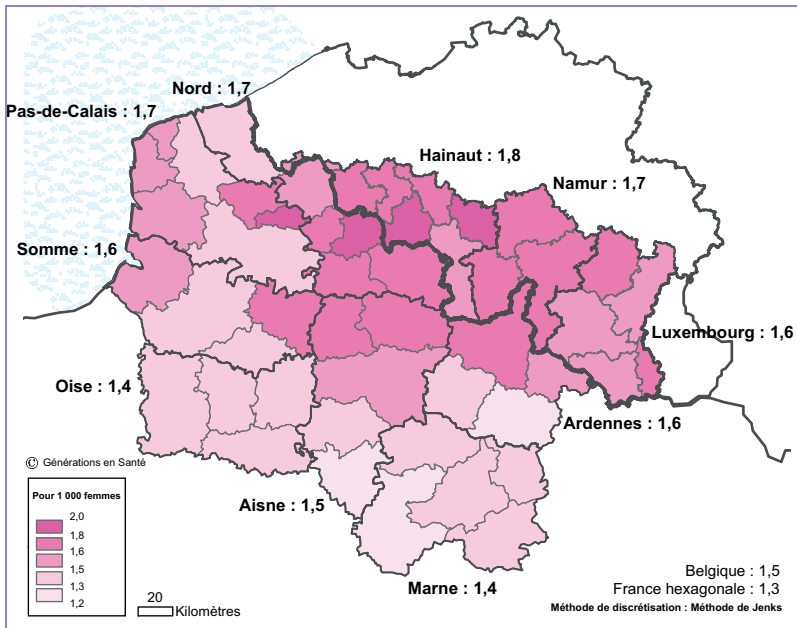 Nord : 1,7
Pas-de-Calais : 1,7
Hainaut : 1,8
Namur : 1,7
Somme : 1,6
Luxembourg : 1,6
Oise : 1,4
Ardennes : 1,6
© Générations en Santé
Pour 1 000 femmes
2,0
1,8
1,6
1,5
1,3
1,2
Aisne : 1,5
Marne : 1,4
20
Kilomètres
Belgique : 1,5
France hexagonale : 1,3
Méthode de discrétisation : Méthode de Jenks